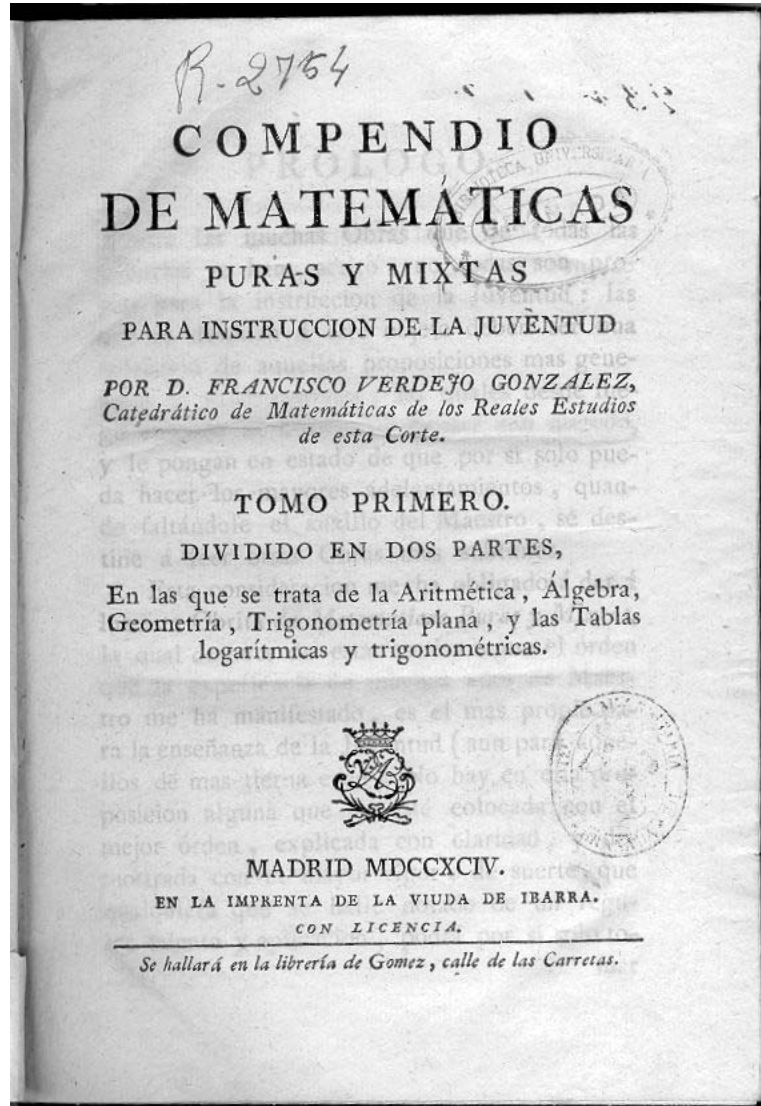 R. 2754
COMPENDIO
DE MATEMÁTICAS
PURAS Y MIXTAS
PARA INSTRUCCION DE LA JUVENTUD
POR D. FRANCISCO VERDEJO GONZÁLEZ,
Catedrático de Matemáticas de los Reales Estudios
de esta Corte.
TOMO PRIMERO.
DIVIDIDO EN DOS PARTES,
En las que se trata de la Aritmética, Álgebra,
Geometría, Trigonometría plana, y las Tablas
logarítmicas y trigonométricas.
MADRID MDCCXCIV.
EN LA IMPRENTA DE LA VIUDA DE IBARRA.
CON LICENCIA.
Se hallará en la librería de Gomez, calle de las Carretas.